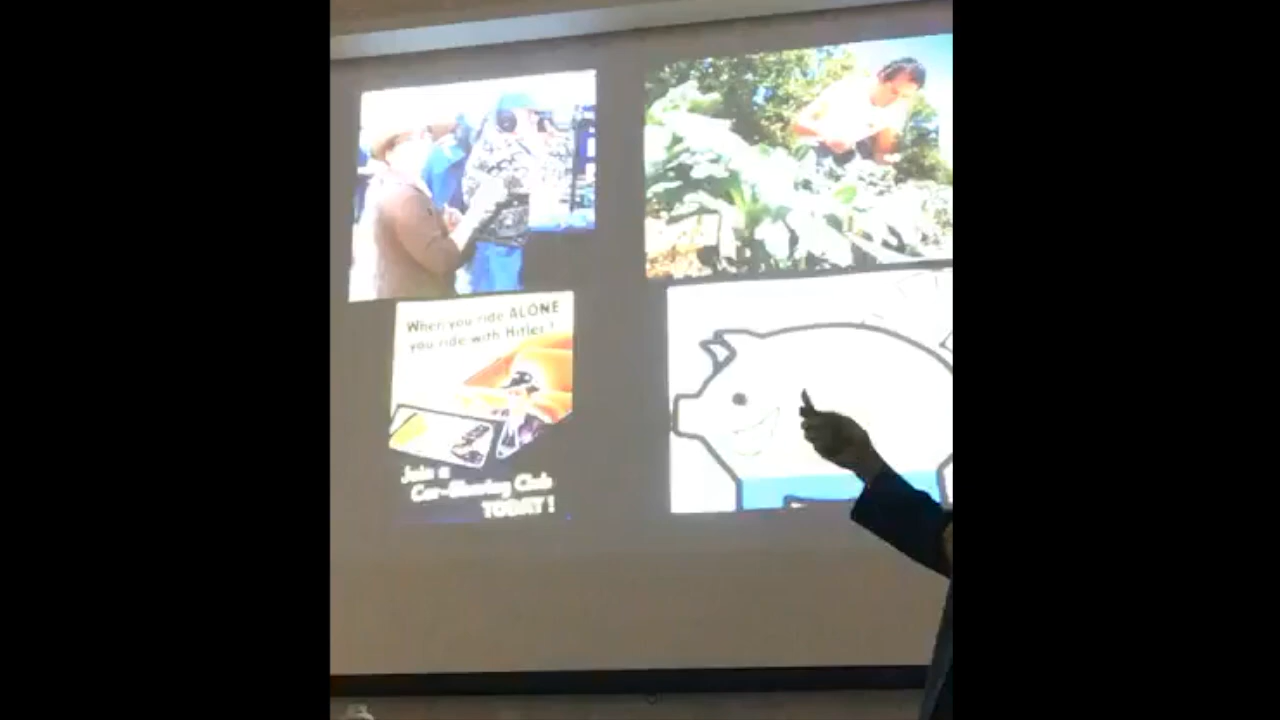 When you ride ALONE
you ride with Hitler !
Join a
Car-Sharing Club
TODAY !